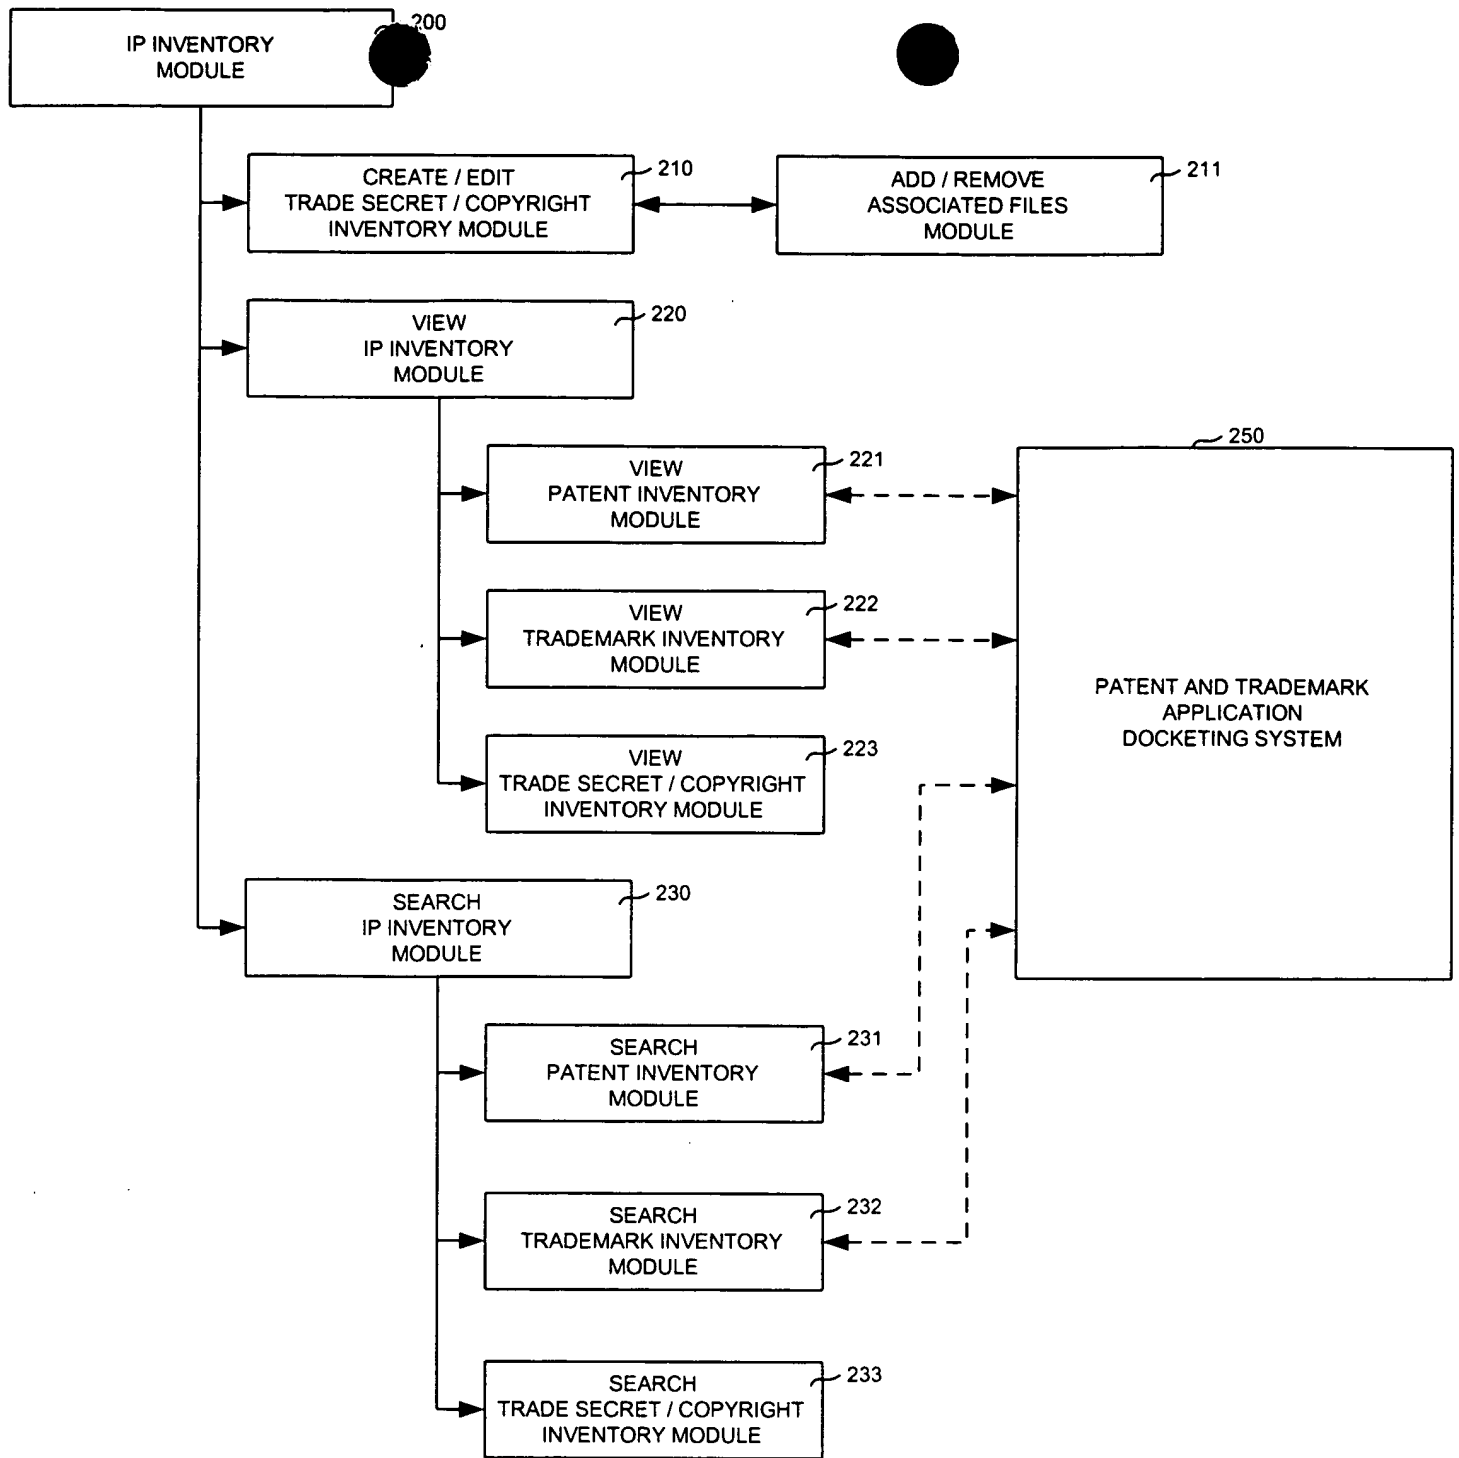 200
IP INVENTORY
MODULE
CREATE / EDIT
TRADE SECRET / COPYRIGHT
INVENTORY MODULE
210
ADD / REMOVE
ASSOCIATED FILES
MODULE
211
VIEW
IP INVENTORY
MODULE
220
VIEW
PATENT INVENTORY
MODULE
221
250
VIEW
TRADEMARK INVENTORY
MODULE
222
PATENT AND TRADEMARK
APPLICATION
DOCKETING SYSTEM
VIEW
TRADE SECRET / COPYRIGHT
INVENTORY MODULE
223
SEARCH
IP INVENTORY
MODULE
230
SEARCH
PATENT INVENTORY
MODULE
231
SEARCH
TRADEMARK INVENTORY
MODULE
232
SEARCH
TRADE SECRET / COPYRIGHT
INVENTORY MODULE
233